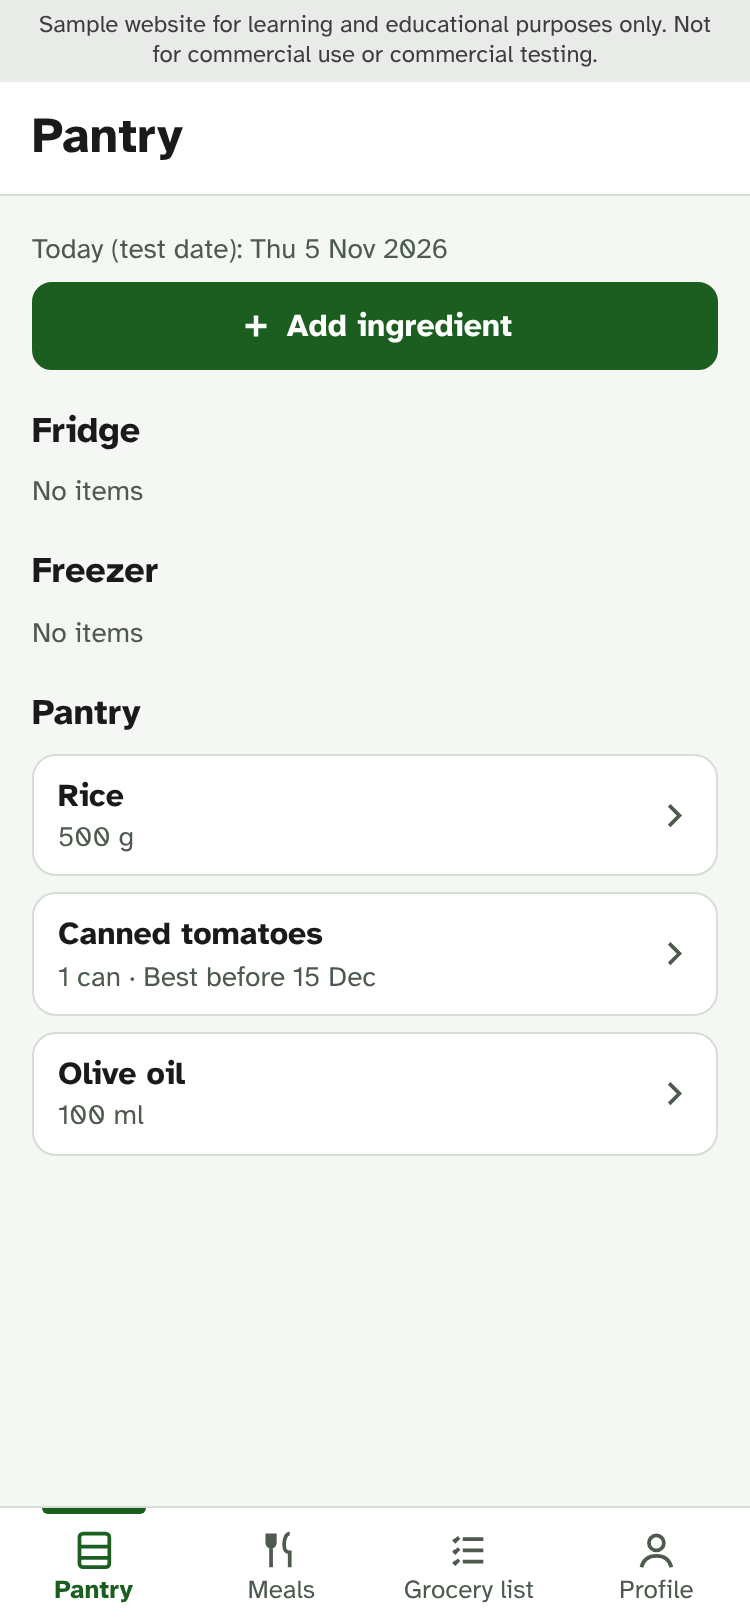 Sample website for learning and educational purposes only. Not
for commercial use or commercial testing.
Pantry
Today (test date): Thu 5 Nov 2026
+ Add ingredient
Fridge
No items
Freezer
No items
Pantry
Rice
500 g
Canned tomatoes
1 can · Best before 15 Dec
Olive oil
100 ml
Pantry
Meals
Grocery list
Profile